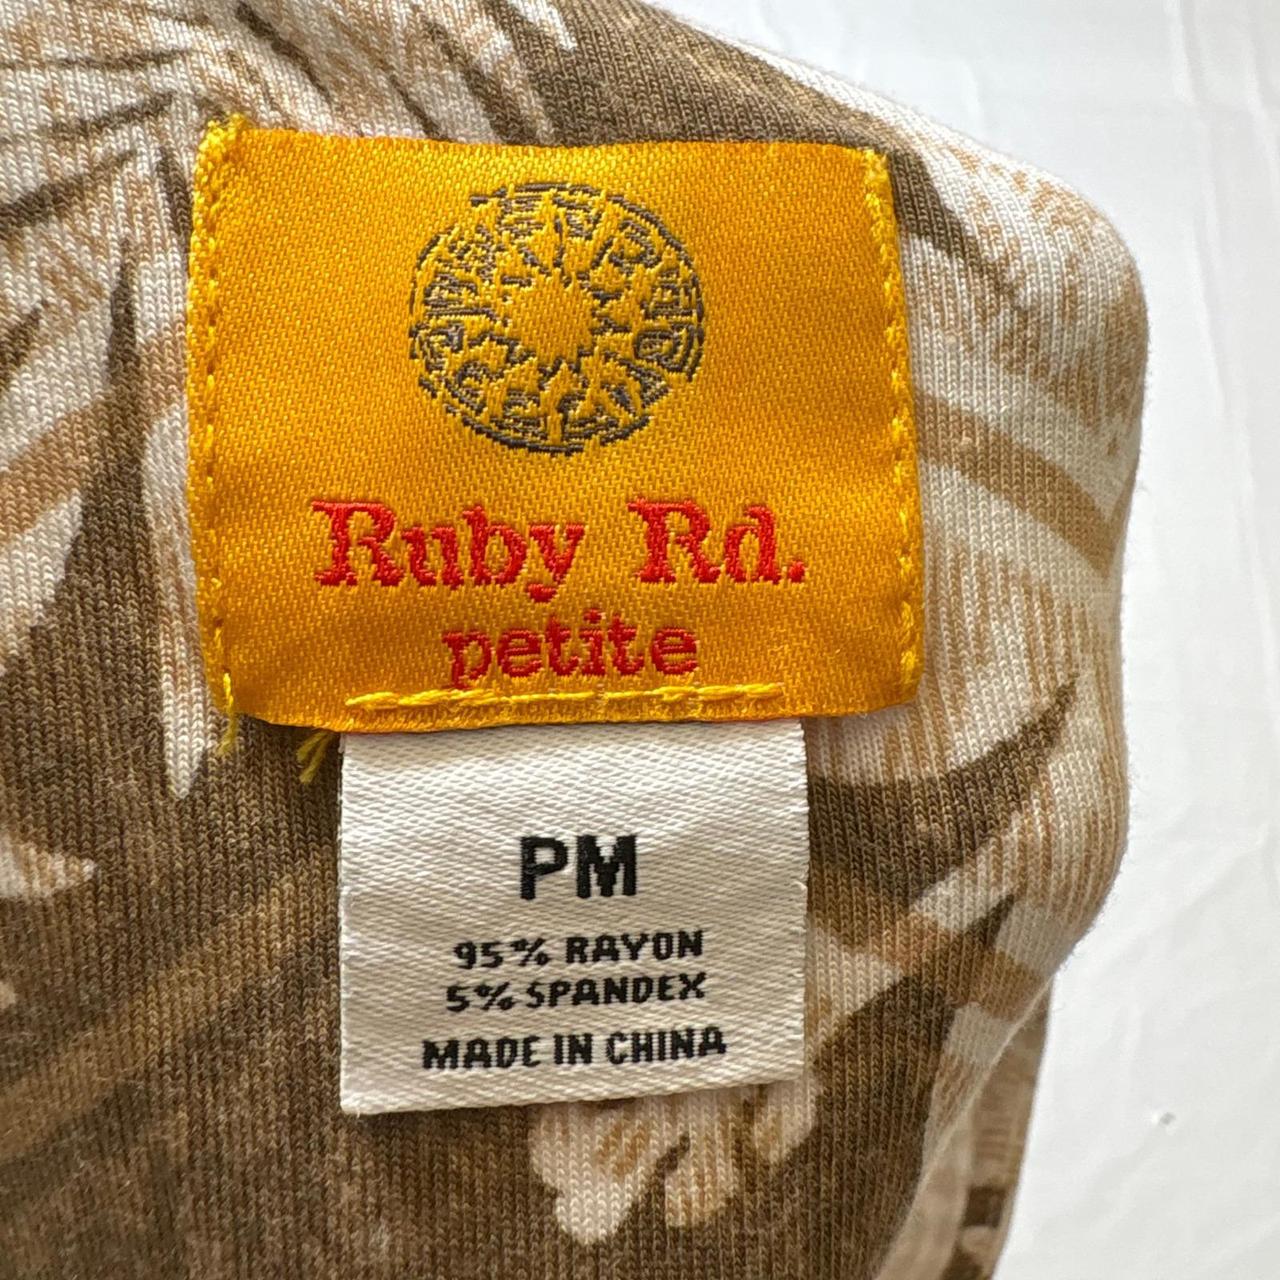 Ruby Rd.
petite
PM
95% RAYON
5% SPANDEX
MADE IN CHINA